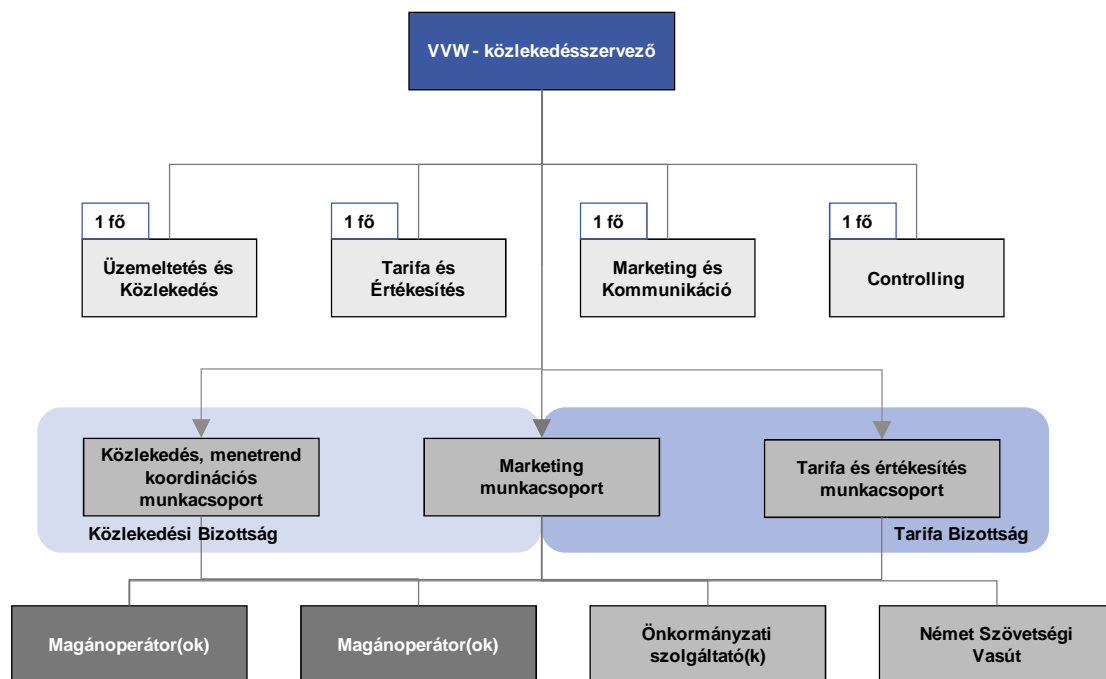 VVW - közlekedésszervező
1 fő
1 fő
1 fő
1 fő
Üzemeltetés és
Közlekedés
Tarifa és
Értékesítés
Marketing és
Kommunikáció
Controlling
Közlekedés, menetrend
koordinációs
munkacsoport
Marketing
munkacsoport
Tarifa és értékesítés
munkacsoport
Közlekedési Bizottság
Tarifa Bizottság
Magánoperátor(ok)
Magánoperátor(ok)
Önkormányzati
szolgáltató(k)
Német Szövetségi
Vasút